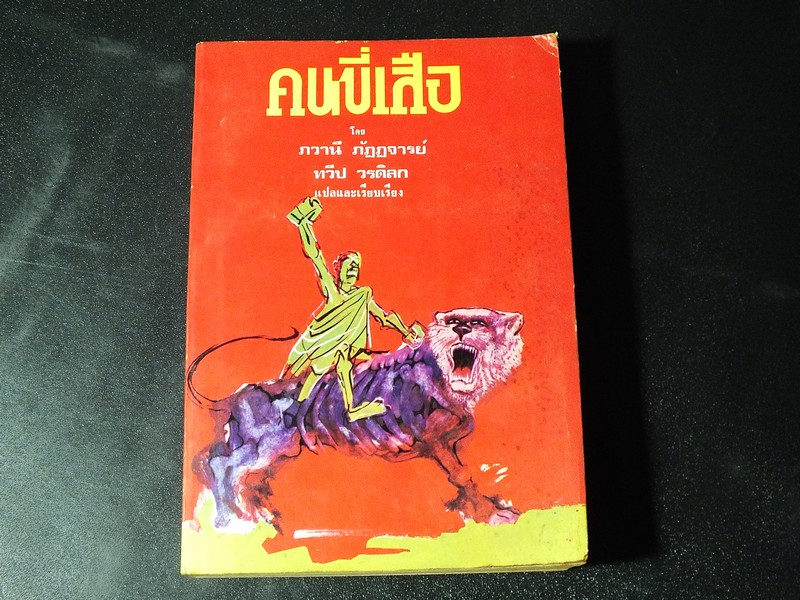 คนขี่เสือ
โดย
ภวานี ภัฏฏจารย์
ทวีป วรดิลก
แปลและเรียบเรียง